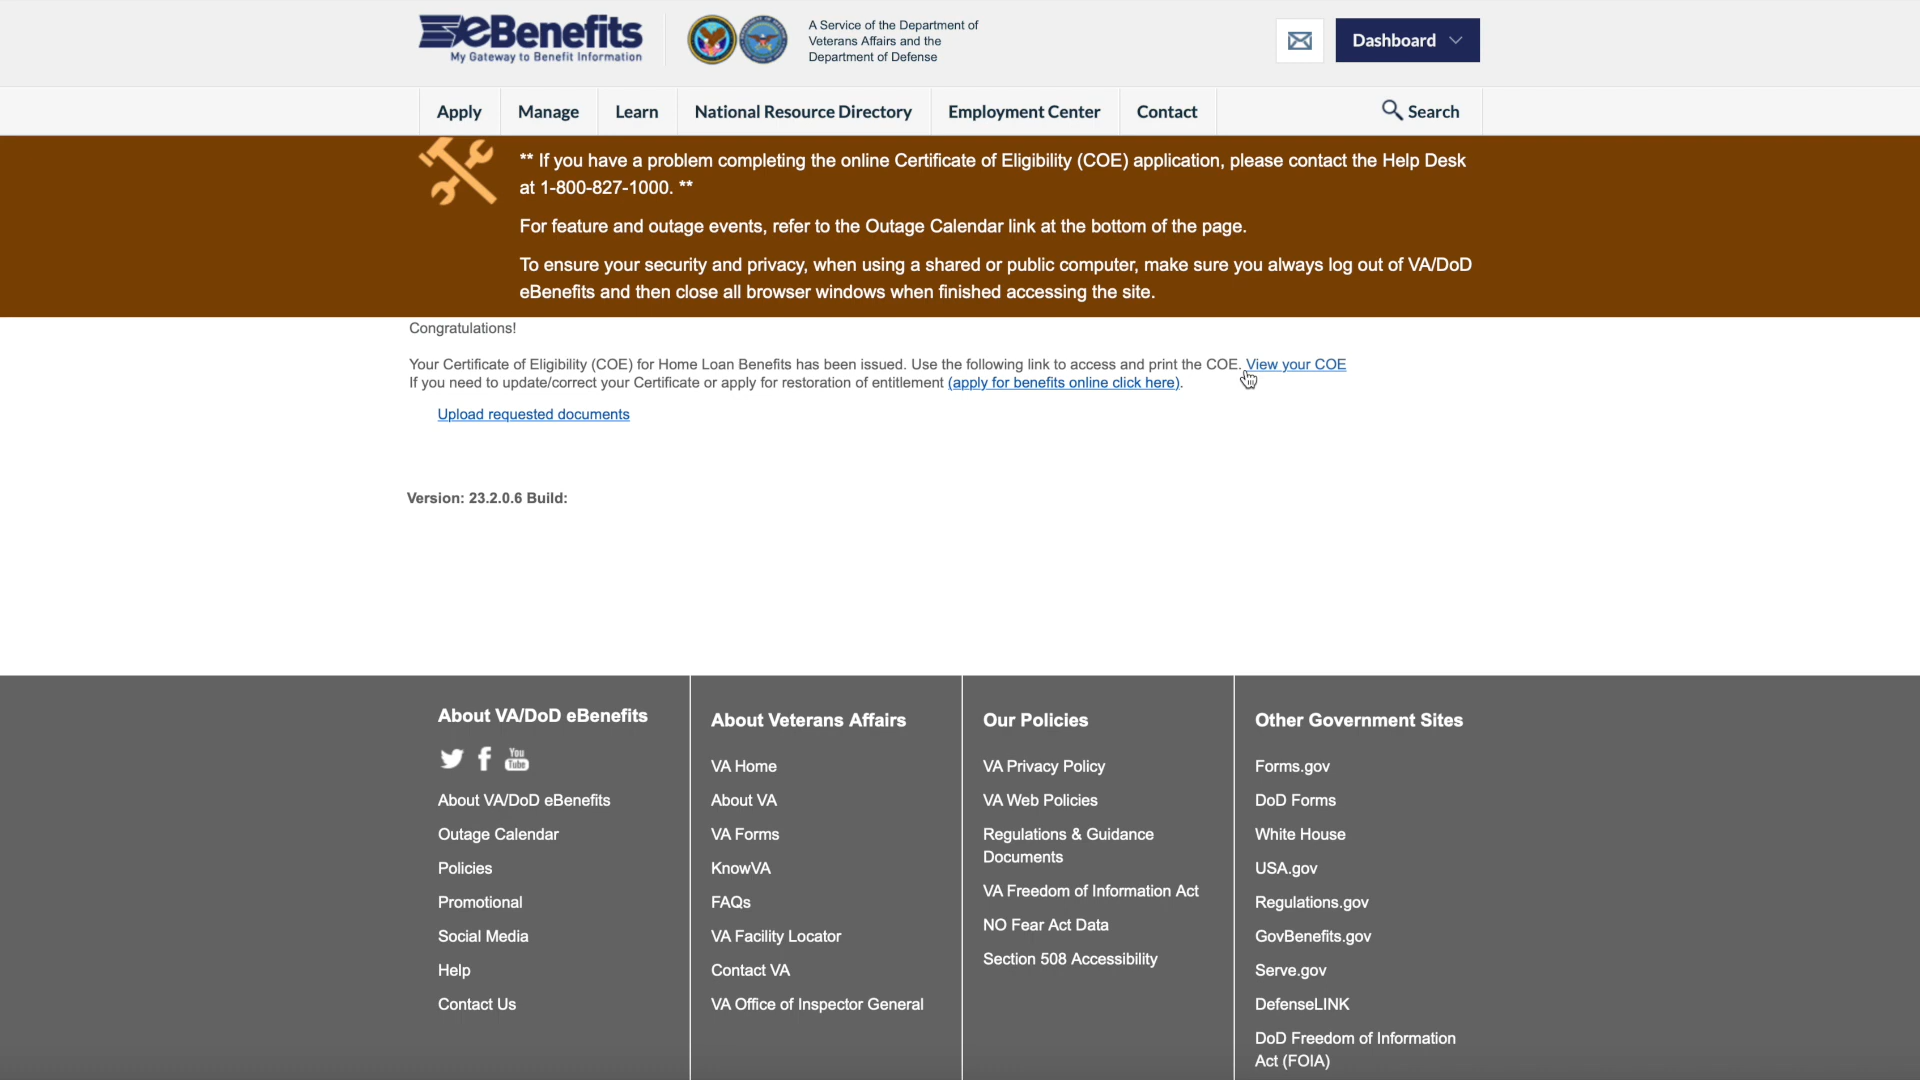 eBenefits
My Gateway to Benefit Information
A Service of the Department of
Veterans Affairs and the
Department of Defense
Dashboard
Apply
Manage
Learn
National Resource Directory
Employment Center
Contact
Search
** If you have a problem completing the online Certificate of Eligibility (COE) application, please contact the Help Desk
at 1-800-827-1000. **
For feature and outage events, refer to the Outage Calendar link at the bottom of the page.
To ensure your security and privacy, when using a shared or public computer, make sure you always log out of VA/DoD
eBenefits and then close all browser windows when finished accessing the site.
Congratulations!
Your Certificate of Eligibility (COE) for Home Loan Benefits has been issued. Use the following link to access and print the COE. View your COE
If you need to update/correct your Certificate or apply for restoration of entitlement (apply for benefits online click here).
Upload requested documents
Version: 23.2.0.6 Build:
About VA/DoD eBenefits
You
Tube
About VA/DoD eBenefits
Outage Calendar
Policies
Promotional
Social Media
Help
Contact Us
About Veterans Affairs
VA Home
About VA
VA Forms
KnowVA
FAQs
VA Facility Locator
Contact VA
VA Office of Inspector General
Our Policies
VA Privacy Policy
VA Web Policies
Regulations & Guidance
Documents
VA Freedom of Information Act
NO Fear Act Data
Section 508 Accessibility
Other Government Sites
Forms.gov
DoD Forms
White House
USA.gov
Regulations.gov
GovBenefits.gov
Serve.gov
DefenseLINK
DoD Freedom of Information
Act (FOIA)